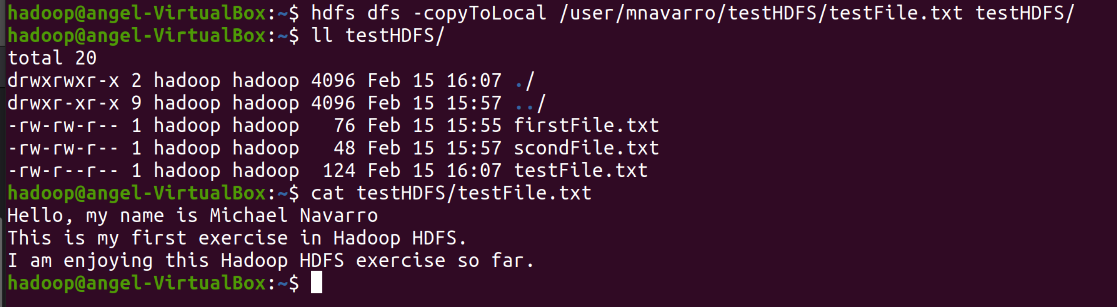 hadoop@angel-VirtualBox:~$ hdfs dfs -copyToLocal /user/mnavarro/testHDFS/testFile.txt testHDFS/
hadoop@angel-VirtualBox:~$ ll testHDFS/
total 20
drwxrwxr-x 2 hadoop hadoop 4096 Feb 15 16:07 ./
drwxr-xr-x 9 hadoop hadoop 4096 Feb 15 15:57 ../
-rw-rw-r-- 1 hadoop hadoop   76 Feb 15 15:55 firstFile.txt
-rw-rw-r-- 1 hadoop hadoop   48 Feb 15 15:57 scondFile.txt
-rw-r--r-- 1 hadoop hadoop  124 Feb 15 16:07 testFile.txt
hadoop@angel-VirtualBox:~$ cat testHDFS/testFile.txt
Hello, my name is Michael Navarro
This is my first exercise in Hadoop HDFS.
I am enjoying this Hadoop HDFS exercise so far.
hadoop@angel-VirtualBox:~$